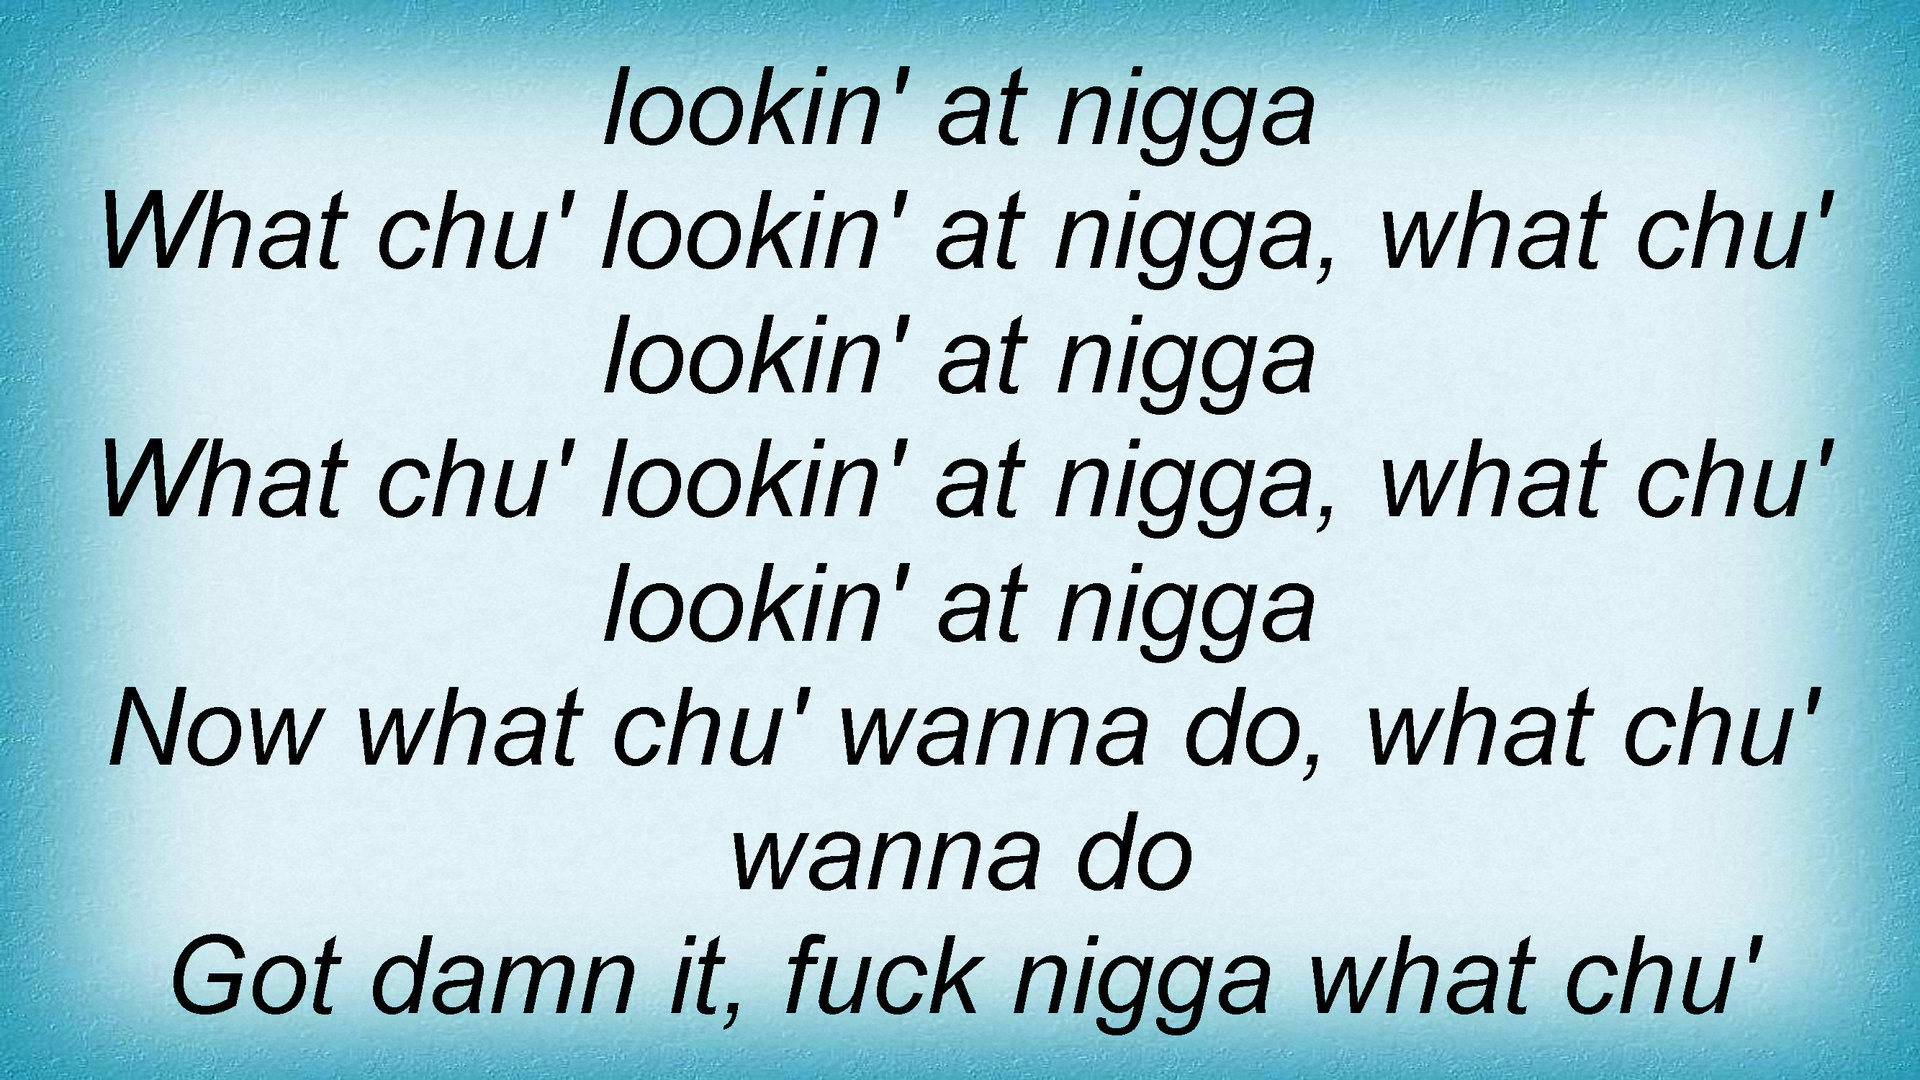 lookin' at nigga
What chu' lookin' at nigga, what chu'
lookin' at nigga
What chu' lookin' at nigga, what chu'
lookin' at nigga
Now what chu' wanna do, what chu'
wanna do
Got damn it, fuck nigga what chu'